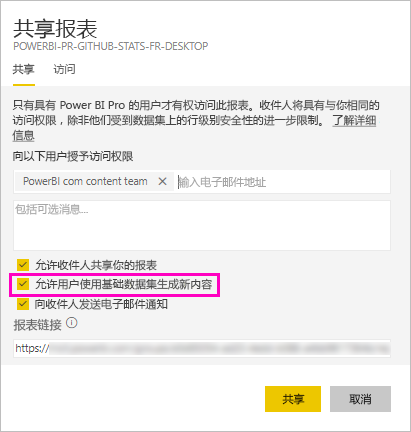 共享报表
POWERBI-PR-GITHUB-STATS-FR-DESKTOP
共享 访问
只有具有 Power BI Pro 的用户才有权访问此报表。收件人将具有与你相同的
访问权限，除非他们受到数据集上的行级别安全性的进一步限制。 了解详细
信息
向以下用户授予访问权限
PowerBI com content team × 输入电子邮件地址
包括可选消息...
允许收件人共享你的报表
允许用户使用基础数据集生成新内容
向收件人发送电子邮件通知
报表链接
https://
共享 取消